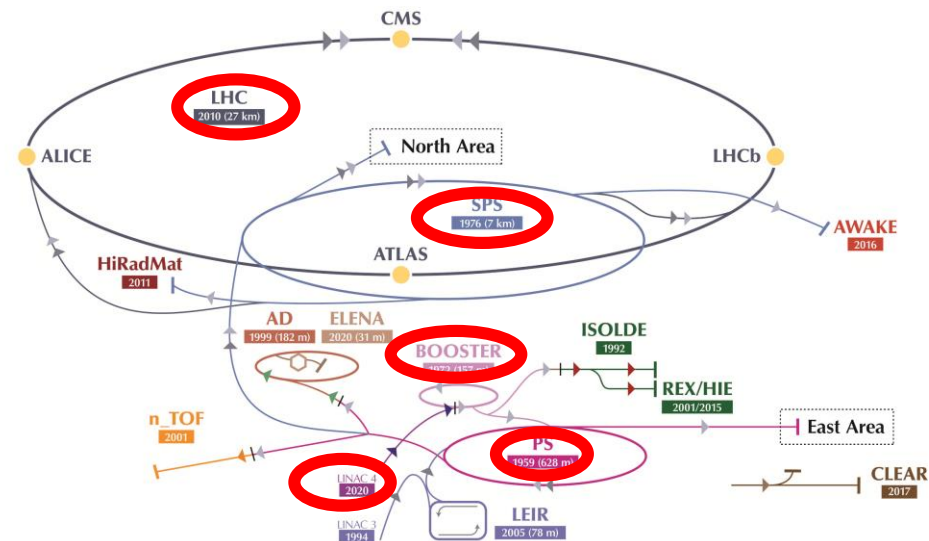 CMS
LHC
2010 (27 km)
North Area
ALICE
LHCb
SPS
1976 (7 km)
AWAKE
2016
ATLAS
HiRadMat
2011
AD
1999 (182 m)
ELENA
2020 (31 m)
BOOSTER
1972 (157 m)
ISOLDE
1992
REX/HIE
2001/2015
n_TOF
2001
East Area
PS
1959 (628 m)
LINAC 4
2020
CLEAR
2017
LINAC 3
1994
LEIR
2005 (78 m)